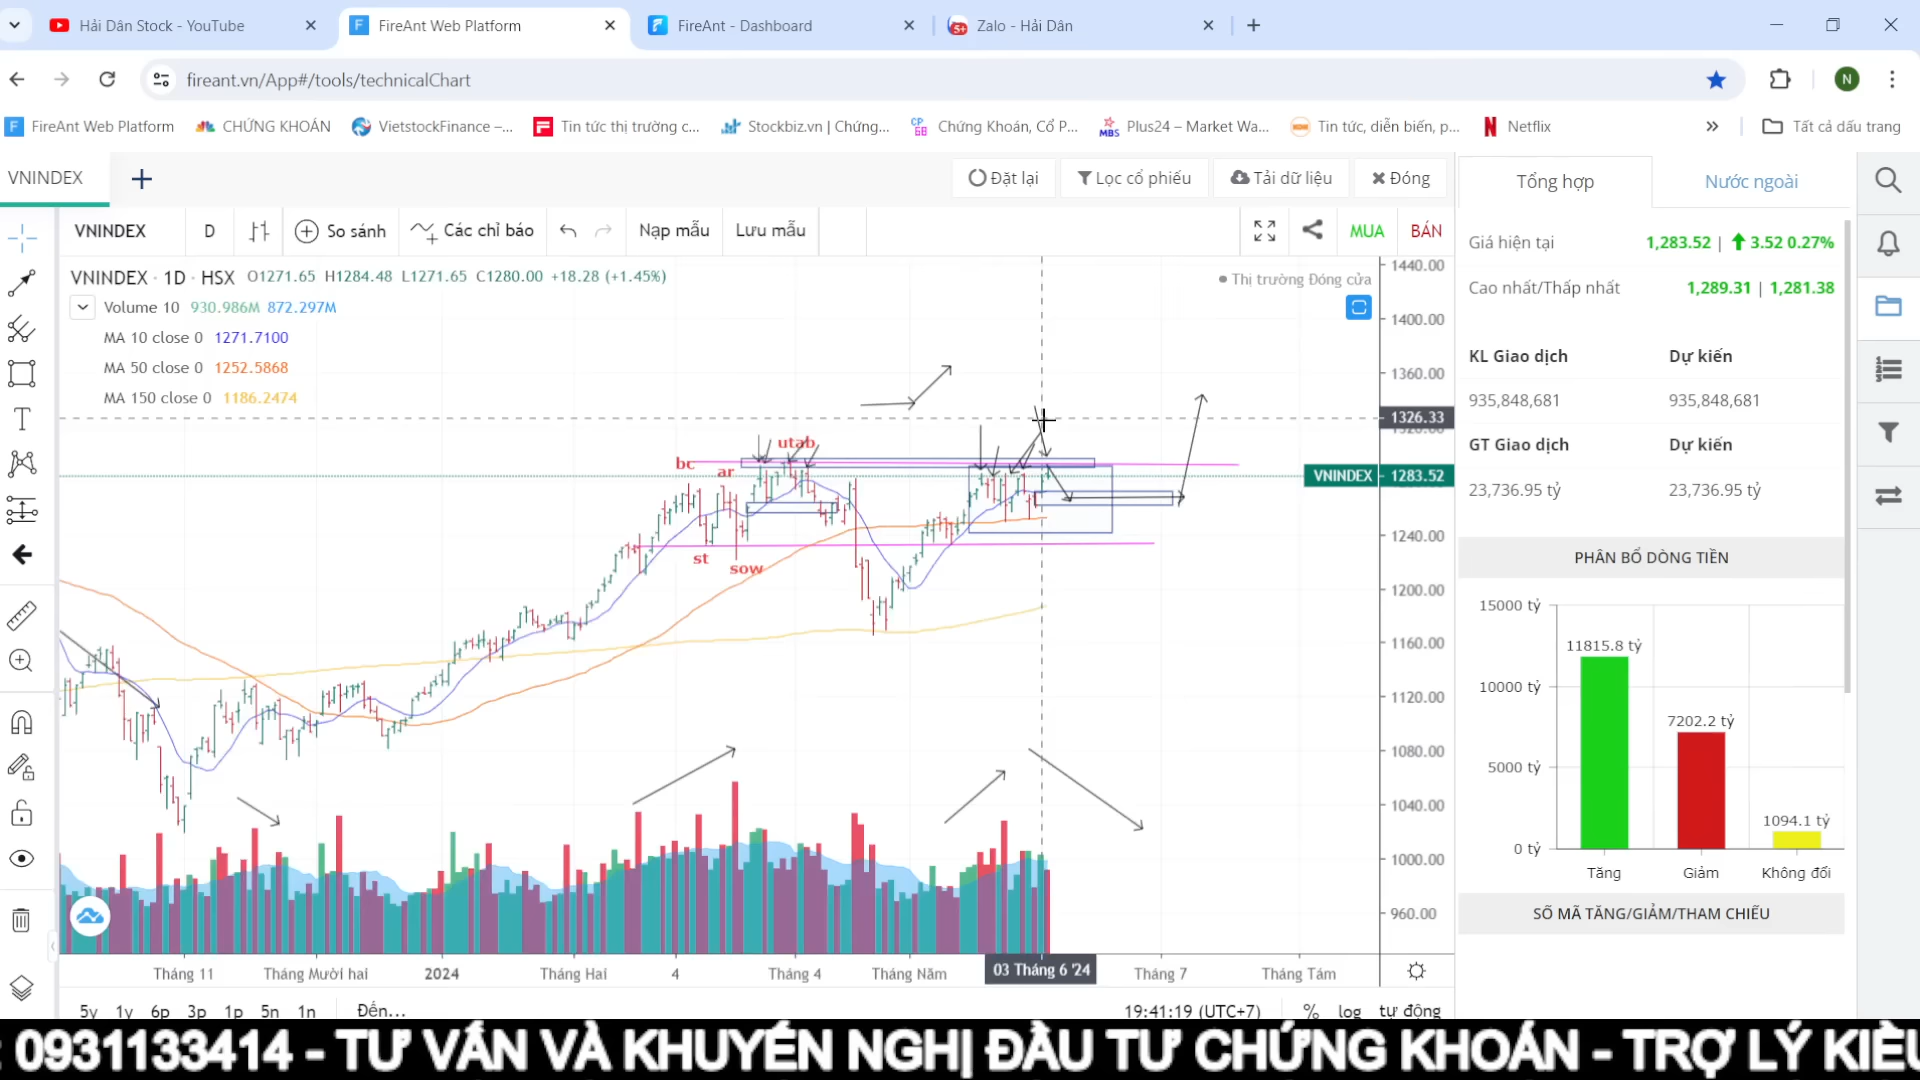 Hải Dân Stock - YouTube
FireAnt Web Platform
FireAnt - Dashboard
Zalo - Hải Dân
fireant.vn/App#/tools/technicalChart
FireAnt Web Platform
CHỨNG KHOÁN
VietstockFinance –...
Tin tức thị trường c...
Stockbiz.vn | Chứng...
Chứng Khoán, Cổ P...
Plus24 – Market Wa...
Tin tức, diễn biến, p...
Netflix
Tất cả dấu trang
VNINDEX
Đặt lại
Lọc cổ phiếu
Tải dữ liệu
Đóng
VNINDEX
D
So sánh
Các chỉ báo
Nạp mẫu
Lưu mẫu
MUA
BÁN
VNINDEX · 1D · HSX O1271.65 H1284.48 L1271.65 C1280.00 +18.28 (+1.45%)
Thị trường Đóng cửa
Volume 10 930.986M 872.297M
MA 10 close 0 1271.7100
MA 50 close 0 1252.5868
MA 150 close 0 1186.2474
utab
bc
ar
st
sow
1440.00
1400.00
1360.00
1326.33
1320.00
VNINDEX 1283.52
1240.00
1200.00
1160.00
1120.00
1080.00
1040.00
1000.00
960.00
Tháng 11
Tháng Mười hai
2024
Tháng Hai
4
Tháng 4
Tháng Năm
03 Tháng 6 '24
Tháng 7
Tháng Tám
5y 1y 6p 3p 1p 5n 1n
Đến...
19:41:19 (UTC+7)
% log tự động
Tổng hợp
Nước ngoài
Giá hiện tại
1,283.52 | 3.52 0.27%
Cao nhất/Thấp nhất
1,289.31 | 1,281.38
KL Giao dịch
Dự kiến
935,848,681
935,848,681
GT Giao dịch
Dự kiến
23,736.95 tỷ
23,736.95 tỷ
PHÂN BỔ DÒNG TIỀN
15000 tỷ
10000 tỷ
5000 tỷ
0 tỷ
11815.8 tỷ
7202.2 tỷ
1094.1 tỷ
Tăng
Giảm
Không đổi
SỐ MÃ TĂNG/GIẢM/THAM CHIẾU
: 0931133414 - TƯ VẤN VÀ KHUYẾN NGHỊ ĐẦU TƯ CHỨNG KHOÁN - TRỢ LÝ KIỀU